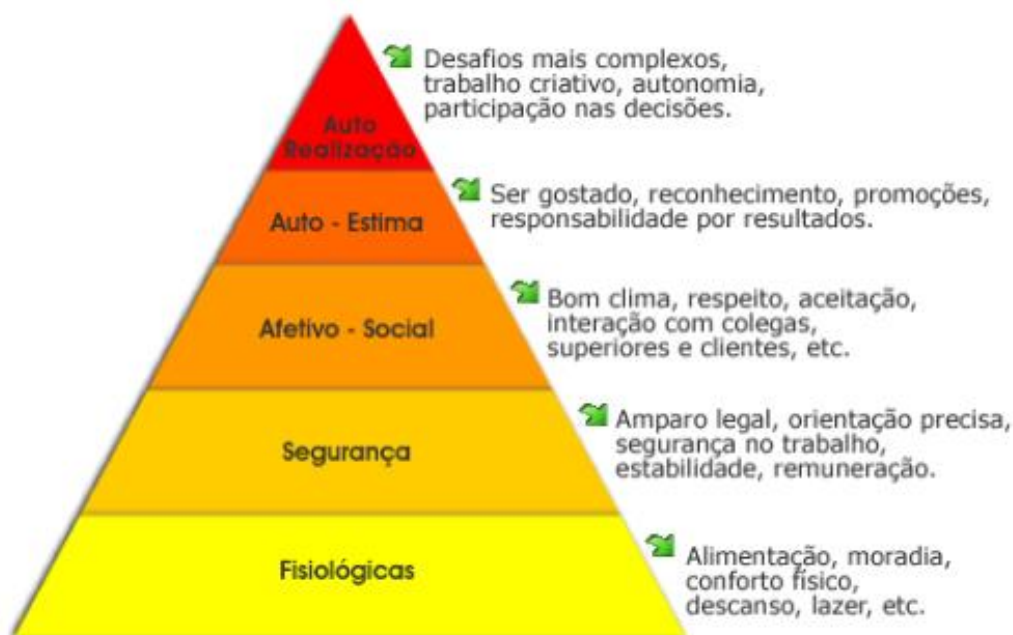 Auto
Realização
Desafios mais complexos,
trabalho criativo, autonomia,
participação nas decisões.
Auto - Estima
Ser gostado, reconhecimento, promoções,
responsabilidade por resultados.
Afetivo - Social
Bom clima, respeito, aceitação,
interação com colegas,
superiores e clientes, etc.
Segurança
Amparo legal, orientação precisa,
segurança no trabalho,
estabilidade, remuneração.
Fisiológicas
Alimentação, moradia,
conforto físico,
descanso, lazer, etc.